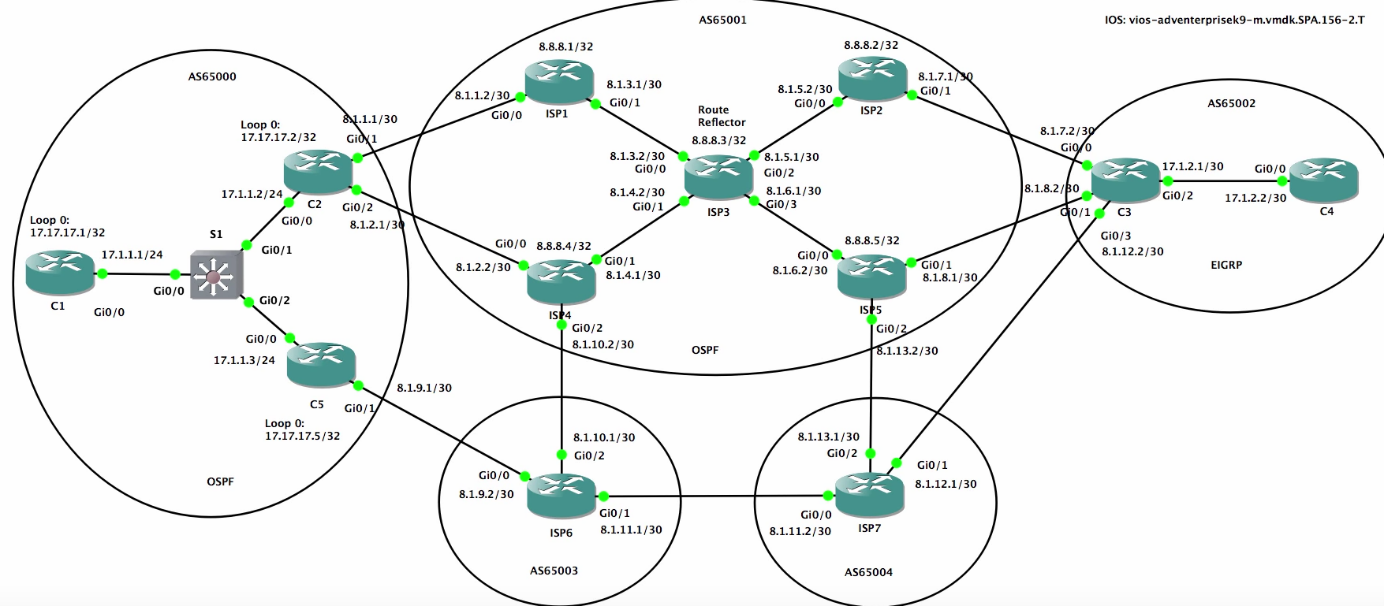 IOS: vios-adventerprisek9-m.vmdk.SPA.156-2.T
AS65000
Loop 0:
17.17.17.2/32
8.1.1.1/30
Gi0/1
17.1.1.2/24
Gi0/0
C2
Gi0/2
8.1.2.1/30
Loop 0:
17.17.17.1/32
17.1.1.1/24
S1
Gi0/1
Gi0/0
C1
Gi0/0
Gi0/2
Gi0/0
17.1.1.3/24
C5
Gi0/1
Loop 0:
17.17.17.5/32
OSPF
8.1.9.1/30
AS65001
8.8.8.1/32
8.1.1.2/30
Gi0/0
ISP1
8.1.3.1/30
Gi0/1
8.8.8.2/32
8.1.5.2/30
Gi0/0
ISP2
8.1.7.1/30
Gi0/1
Route
Reflector
8.8.8.3/32
8.1.3.2/30
Gi0/0
8.1.5.1/30
Gi0/2
8.1.4.2/30
Gi0/1
8.1.6.1/30
Gi0/3
ISP3
Gi0/0
8.1.2.2/30
8.8.8.4/32
Gi0/1
8.1.4.1/30
ISP4
Gi0/2
8.1.10.2/30
8.8.8.5/32
Gi0/0
8.1.6.2/30
Gi0/1
8.1.8.1/30
ISP5
Gi0/2
8.1.13.2/30
OSPF
AS65002
8.1.7.2/30
Gi0/0
17.1.2.1/30
Gi0/2
8.1.8.2/30
Gi0/1
C3
Gi0/0
17.1.2.2/30
C4
Gi0/3
8.1.12.2/30
EIGRP
8.1.10.1/30
Gi0/2
Gi0/0
8.1.9.2/30
Gi0/1
8.1.11.1/30
ISP6
AS65003
8.1.13.1/30
Gi0/2
Gi0/1
8.1.12.1/30
Gi0/0
8.1.11.2/30
ISP7
AS65004